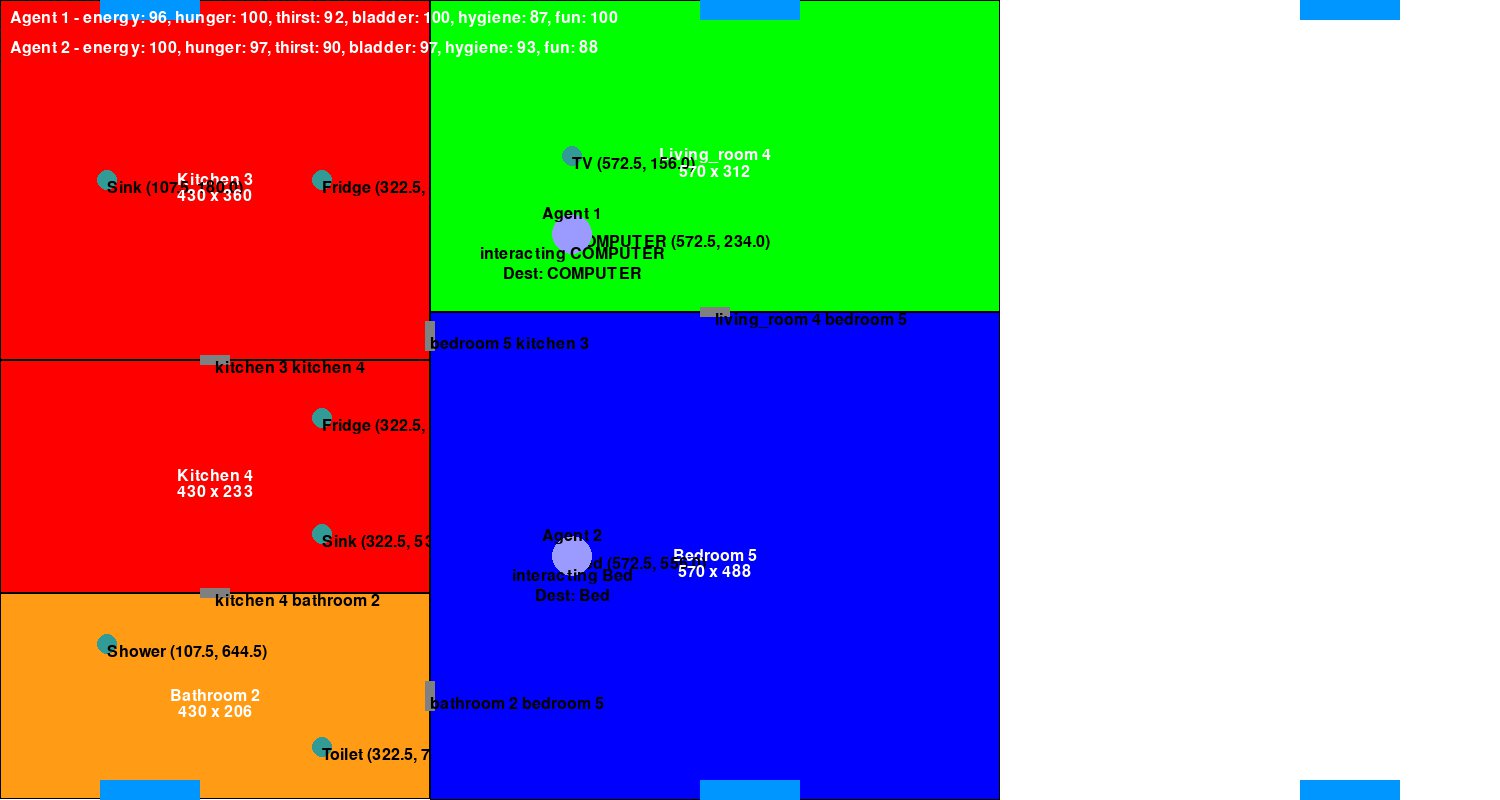 Agent 1 - energy: 96, hunger: 100, thirst: 92, bladder: 100, hygiene: 87, fun: 100
Agent 2 - energy: 100, hunger: 97, thirst: 90, bladder: 97, hygiene: 93, fun: 88
TV (572.5, 156.0)
Living_room 4
570 x 312
Kitchen 3
Sink (107.5, 180.0)
Fridge (322.5,
430 x 360
Agent 1
OMPUTER (572.5, 234.0)
interacting COMPUTER
Dest: COMPUTER
living_room 4 bedroom 5
bedroom 5 kitchen 3
kitchen 3 kitchen 4
Fridge (322.5,
Kitchen 4
430 x 233
Sink (322.5, 53
Agent 2
Bedroom 5
570 x 488
interacting Bed
Dest: Bed
kitchen 4 bathroom 2
Shower (107.5, 644.5)
Bathroom 2
430 x 206
bathroom 2 bedroom 5
Toilet (322.5, 7